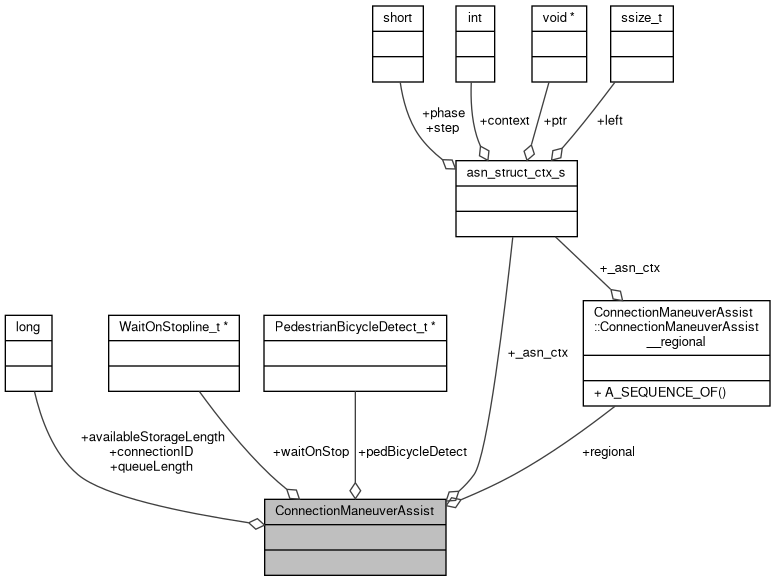 short
int
void *
ssize_t
+phase
+step
+context
+ptr
+left
asn_struct_ctx_s
+_asn_ctx
ConnectionManeuverAssist
::ConnectionManeuverAssist
__regional
+ A_SEQUENCE_OF()
long
WaitOnStopline_t *
PedestrianBicycleDetect_t *
+_asn_ctx
+availableStorageLength
+connectionID
+queueLength
+waitOnStop
+pedBicycleDetect
+regional
ConnectionManeuverAssist